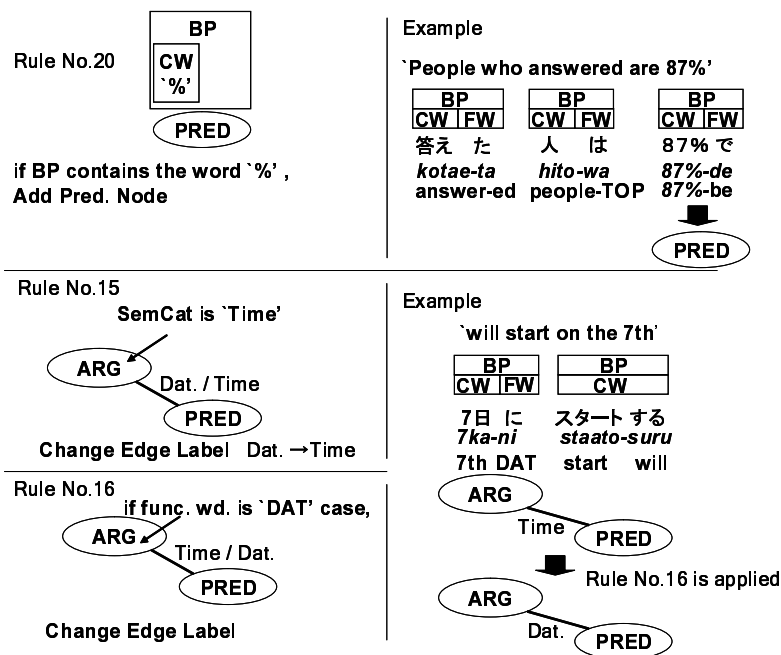 Rule No.20
BP
CW
`%'
PRED
if BP contains the word `%' ,
Add Pred. Node
Example
`People who answered are 87%'
BP BP BP
CW FW CW FW CW FW
答え た 人 は 87% で
kotae-ta hito-wa 87%-de
answer-ed people-TOP 87%-be
PRED
Rule No.15
SemCat is `Time'
ARG
Dat. / Time
PRED
Change Edge Label Dat. →Time
Rule No.16
if func. wd. is `DAT' case,
ARG
Time / Dat.
PRED
Change Edge Label
Example
`will start on the 7th'
BP BP
CW FW CW
7日 に スタート する
7ka-ni staato-suru
7th DAT start will
ARG
Time
PRED
Rule No.16 is applied
ARG
Dat.
PRED